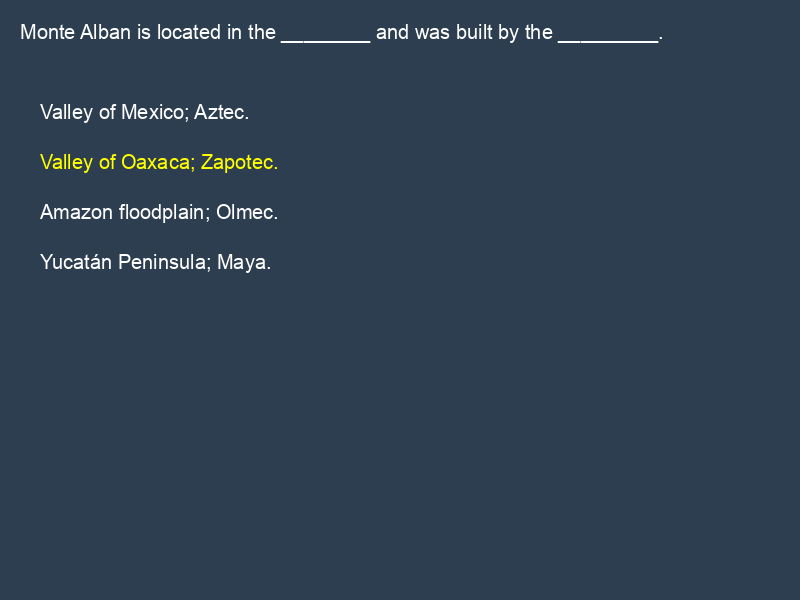 Monte Alban is located in the ________ and was built by the _________.
Valley of Mexico; Aztec.
Valley of Oaxaca; Zapotec.
Amazon floodplain; Olmec.
Yucatán Peninsula; Maya.